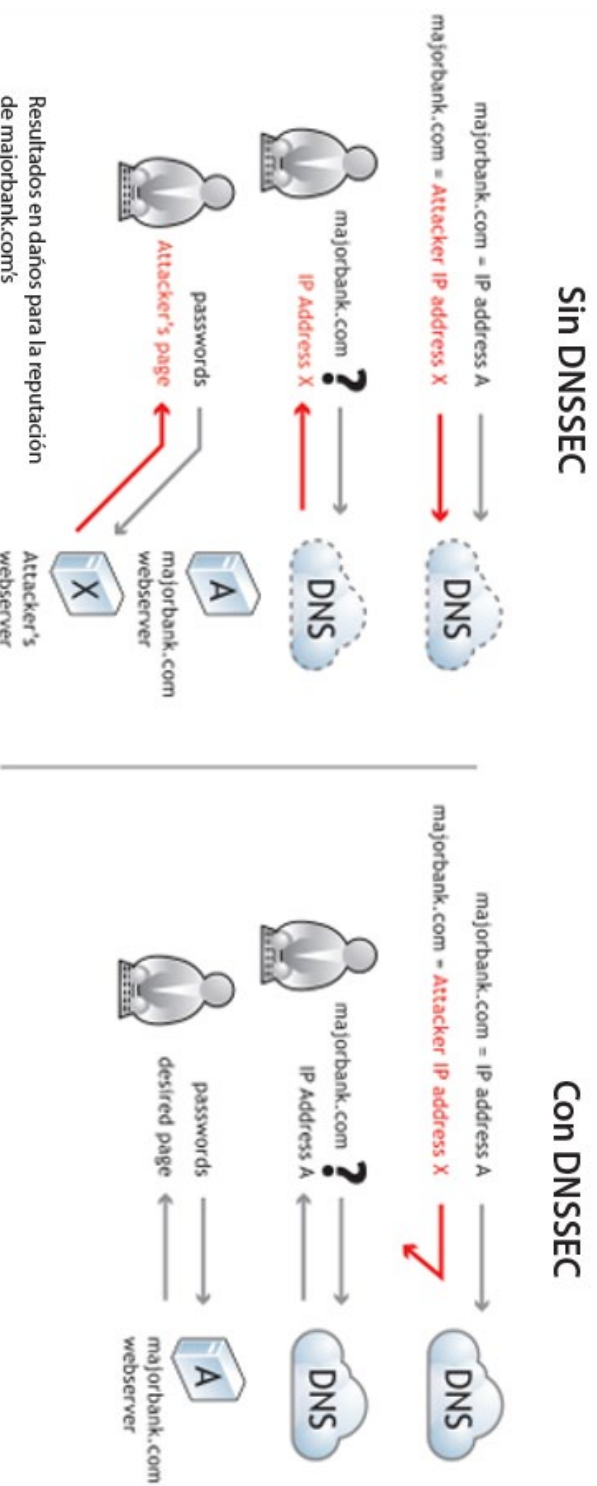 Sin DNSSEC
majorbank.com = IP address A
majorbank.com = Attacker IP address X
DNS
majorbank.com ?
IP Address X
DNS
passwords
Attacker's page
A
majorbank.com
webserver
X
Attacker's
webserver
Resultados en daños para la reputación
de majorbank.com's
Con DNSSEC
majorbank.com = IP address A
majorbank.com = Attacker IP address X
DNS
majorbank.com ?
IP Address A
DNS
passwords
desired page
A
majorbank.com
webserver